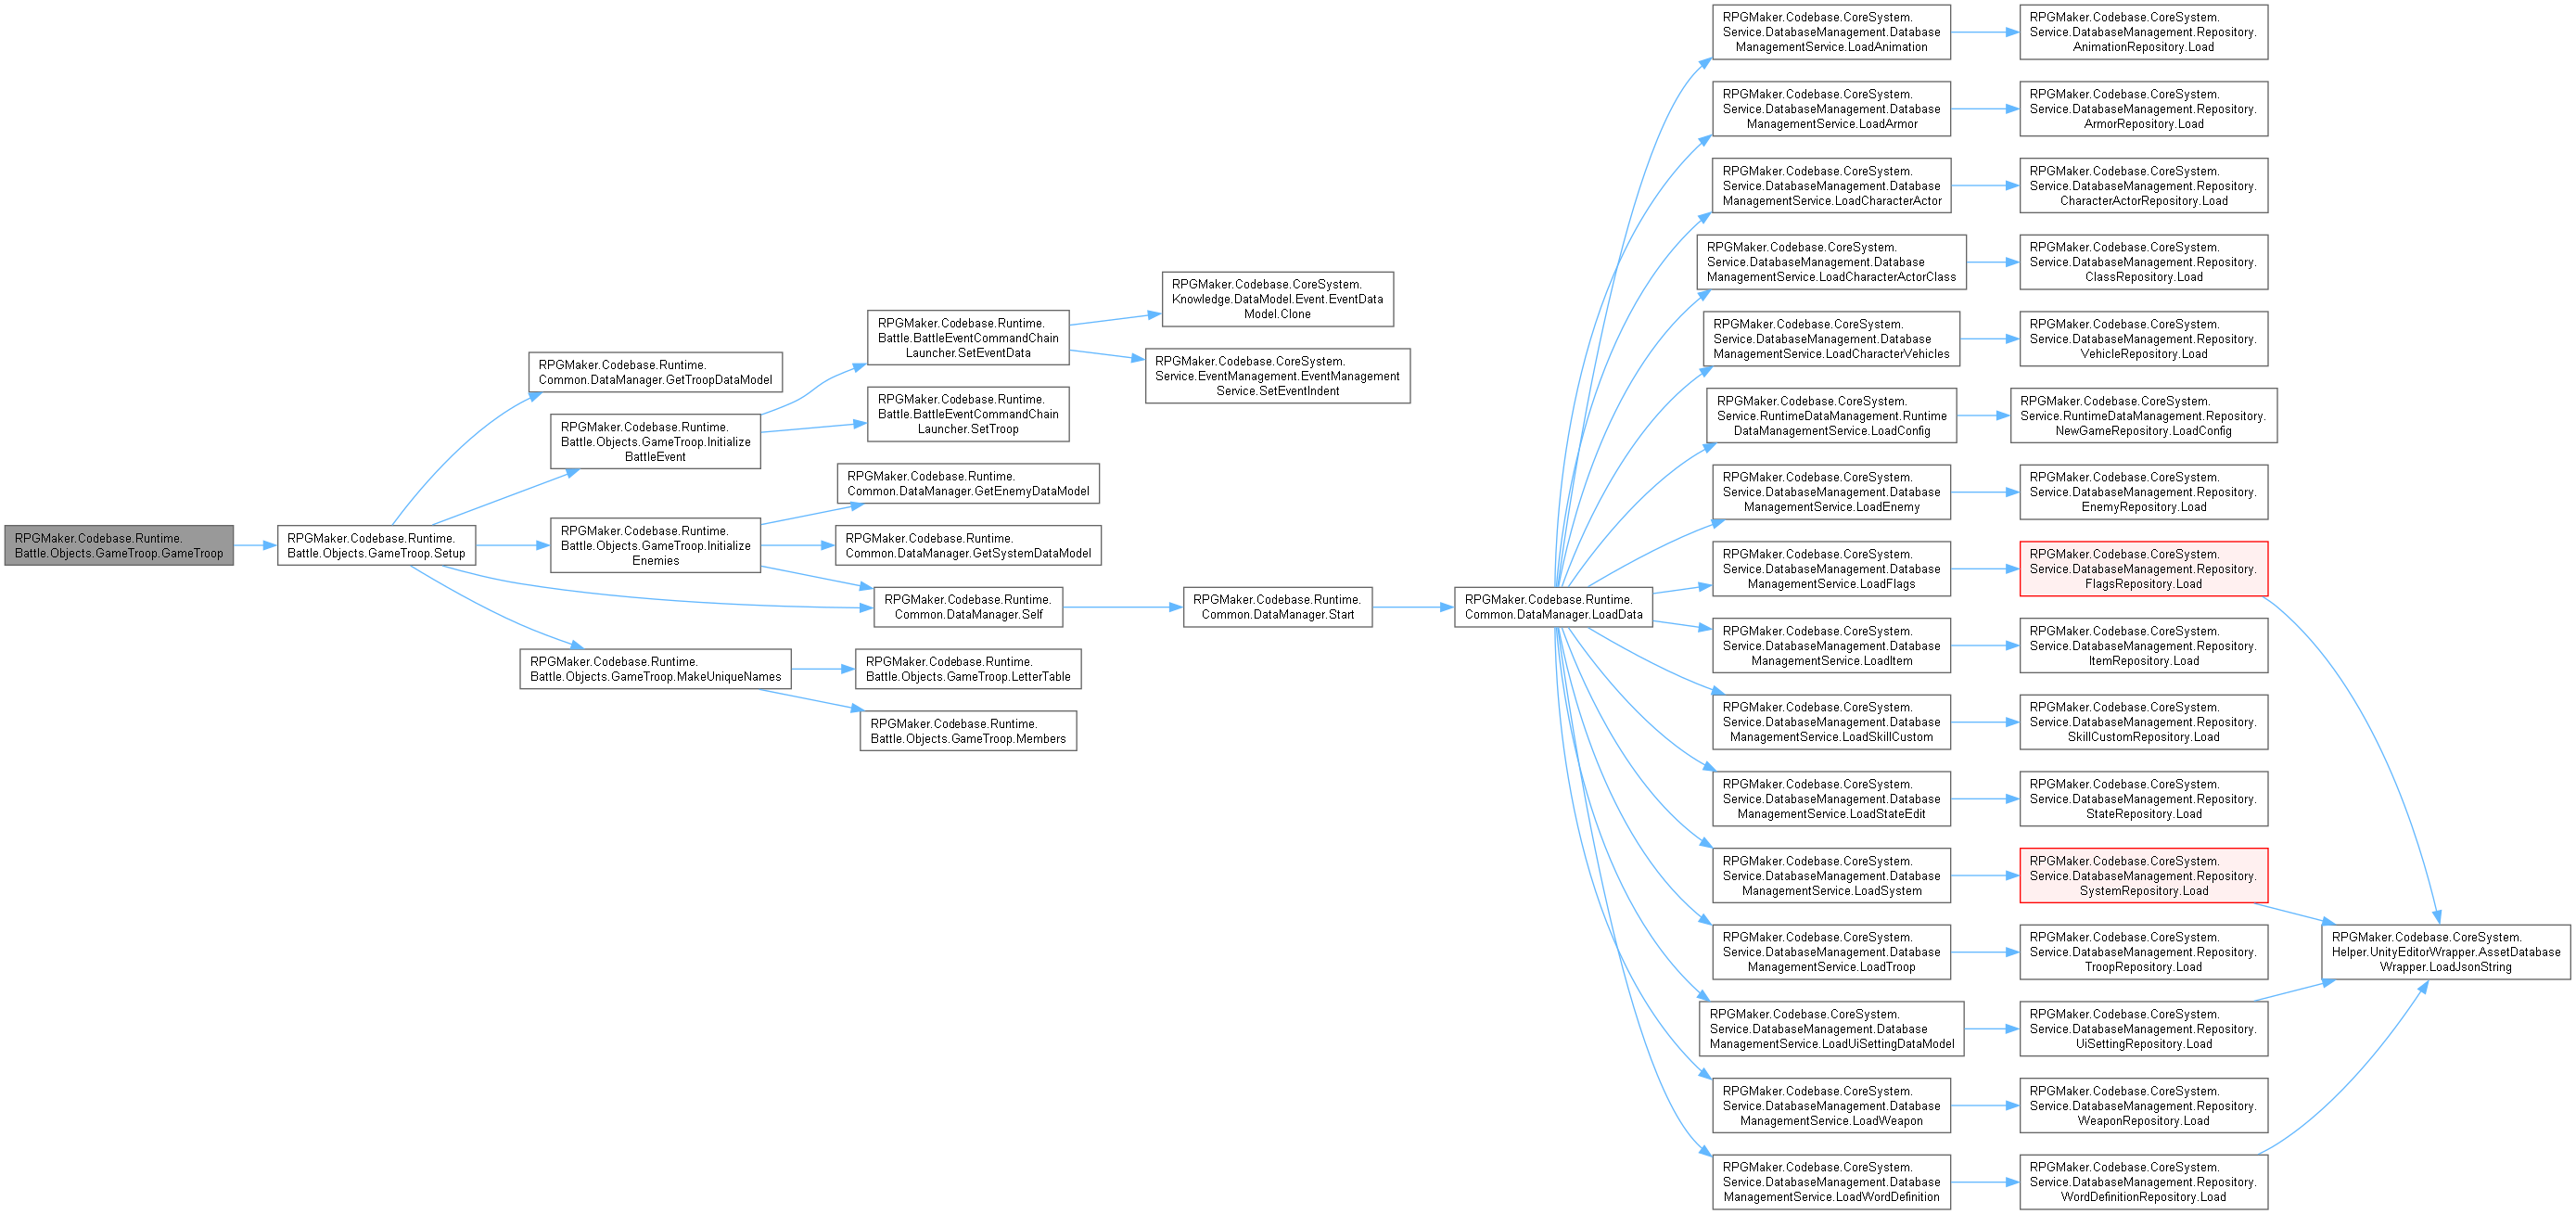 RPGMaker.Codebase.Runtime.
Battle.Objects.GameTroop.GameTroop
RPGMaker.Codebase.Runtime.
Battle.Objects.GameTroop.Setup
RPGMaker.Codebase.Runtime.
Common.DataManager.GetTroopDataModel
RPGMaker.Codebase.Runtime.
Battle.Objects.GameTroop.Initialize
BattleEvent
RPGMaker.Codebase.Runtime.
Battle.Objects.GameTroop.Initialize
Enemies
RPGMaker.Codebase.Runtime.
Battle.Objects.GameTroop.MakeUniqueNames
RPGMaker.Codebase.Runtime.
Battle.BattleEventCommandChain
Launcher.SetEventData
RPGMaker.Codebase.Runtime.
Battle.BattleEventCommandChain
Launcher.SetTroop
RPGMaker.Codebase.Runtime.
Common.DataManager.GetEnemyDataModel
RPGMaker.Codebase.Runtime.
Common.DataManager.GetSystemDataModel
RPGMaker.Codebase.Runtime.
Common.DataManager.Self
RPGMaker.Codebase.Runtime.
Battle.Objects.GameTroop.LetterTable
RPGMaker.Codebase.Runtime.
Battle.Objects.GameTroop.Members
RPGMaker.Codebase.CoreSystem.
Knowledge.DataModel.Event.EventData
Model.Clone
RPGMaker.Codebase.CoreSystem.
Service.EventManagement.EventManagement
Service.SetEventIndent
RPGMaker.Codebase.Runtime.
Common.DataManager.Start
RPGMaker.Codebase.Runtime.
Common.DataManager.LoadData
RPGMaker.Codebase.CoreSystem.
Service.DatabaseManagement.Database
ManagementService.LoadAnimation
RPGMaker.Codebase.CoreSystem.
Service.DatabaseManagement.Repository.
AnimationRepository.Load
RPGMaker.Codebase.CoreSystem.
Service.DatabaseManagement.Database
ManagementService.LoadArmor
RPGMaker.Codebase.CoreSystem.
Service.DatabaseManagement.Repository.
ArmorRepository.Load
RPGMaker.Codebase.CoreSystem.
Service.DatabaseManagement.Database
ManagementService.LoadCharacterActor
RPGMaker.Codebase.CoreSystem.
Service.DatabaseManagement.Repository.
CharacterActorRepository.Load
RPGMaker.Codebase.CoreSystem.
Service.DatabaseManagement.Database
ManagementService.LoadCharacterActorClass
RPGMaker.Codebase.CoreSystem.
Service.DatabaseManagement.Repository.
ClassRepository.Load
RPGMaker.Codebase.CoreSystem.
Service.DatabaseManagement.Database
ManagementService.LoadCharacterVehicles
RPGMaker.Codebase.CoreSystem.
Service.DatabaseManagement.Repository.
VehicleRepository.Load
RPGMaker.Codebase.CoreSystem.
Service.RuntimeDataManagement.Runtime
DataManagementService.LoadConfig
RPGMaker.Codebase.CoreSystem.
Service.RuntimeDataManagement.Repository.
NewGameRepository.LoadConfig
RPGMaker.Codebase.CoreSystem.
Service.DatabaseManagement.Database
ManagementService.LoadEnemy
RPGMaker.Codebase.CoreSystem.
Service.DatabaseManagement.Repository.
EnemyRepository.Load
RPGMaker.Codebase.CoreSystem.
Service.DatabaseManagement.Database
ManagementService.LoadFlags
RPGMaker.Codebase.CoreSystem.
Service.DatabaseManagement.Repository.
FlagsRepository.Load
RPGMaker.Codebase.CoreSystem.
Service.DatabaseManagement.Database
ManagementService.LoadItem
RPGMaker.Codebase.CoreSystem.
Service.DatabaseManagement.Repository.
ItemRepository.Load
RPGMaker.Codebase.CoreSystem.
Service.DatabaseManagement.Database
ManagementService.LoadSkillCustom
RPGMaker.Codebase.CoreSystem.
Service.DatabaseManagement.Repository.
SkillCustomRepository.Load
RPGMaker.Codebase.CoreSystem.
Service.DatabaseManagement.Database
ManagementService.LoadStateEdit
RPGMaker.Codebase.CoreSystem.
Service.DatabaseManagement.Repository.
StateRepository.Load
RPGMaker.Codebase.CoreSystem.
Service.DatabaseManagement.Database
ManagementService.LoadSystem
RPGMaker.Codebase.CoreSystem.
Service.DatabaseManagement.Repository.
SystemRepository.Load
RPGMaker.Codebase.CoreSystem.
Service.DatabaseManagement.Database
ManagementService.LoadTroop
RPGMaker.Codebase.CoreSystem.
Service.DatabaseManagement.Repository.
TroopRepository.Load
RPGMaker.Codebase.CoreSystem.
Service.DatabaseManagement.Database
ManagementService.LoadUiSettingDataModel
RPGMaker.Codebase.CoreSystem.
Service.DatabaseManagement.Repository.
UiSettingRepository.Load
RPGMaker.Codebase.CoreSystem.
Service.DatabaseManagement.Database
ManagementService.LoadWeapon
RPGMaker.Codebase.CoreSystem.
Service.DatabaseManagement.Repository.
WeaponRepository.Load
RPGMaker.Codebase.CoreSystem.
Service.DatabaseManagement.Database
ManagementService.LoadWordDefinition
RPGMaker.Codebase.CoreSystem.
Service.DatabaseManagement.Repository.
WordDefinitionRepository.Load
RPGMaker.Codebase.CoreSystem.
Helper.UnityEditorWrapper.AssetDatabase
Wrapper.LoadJsonString